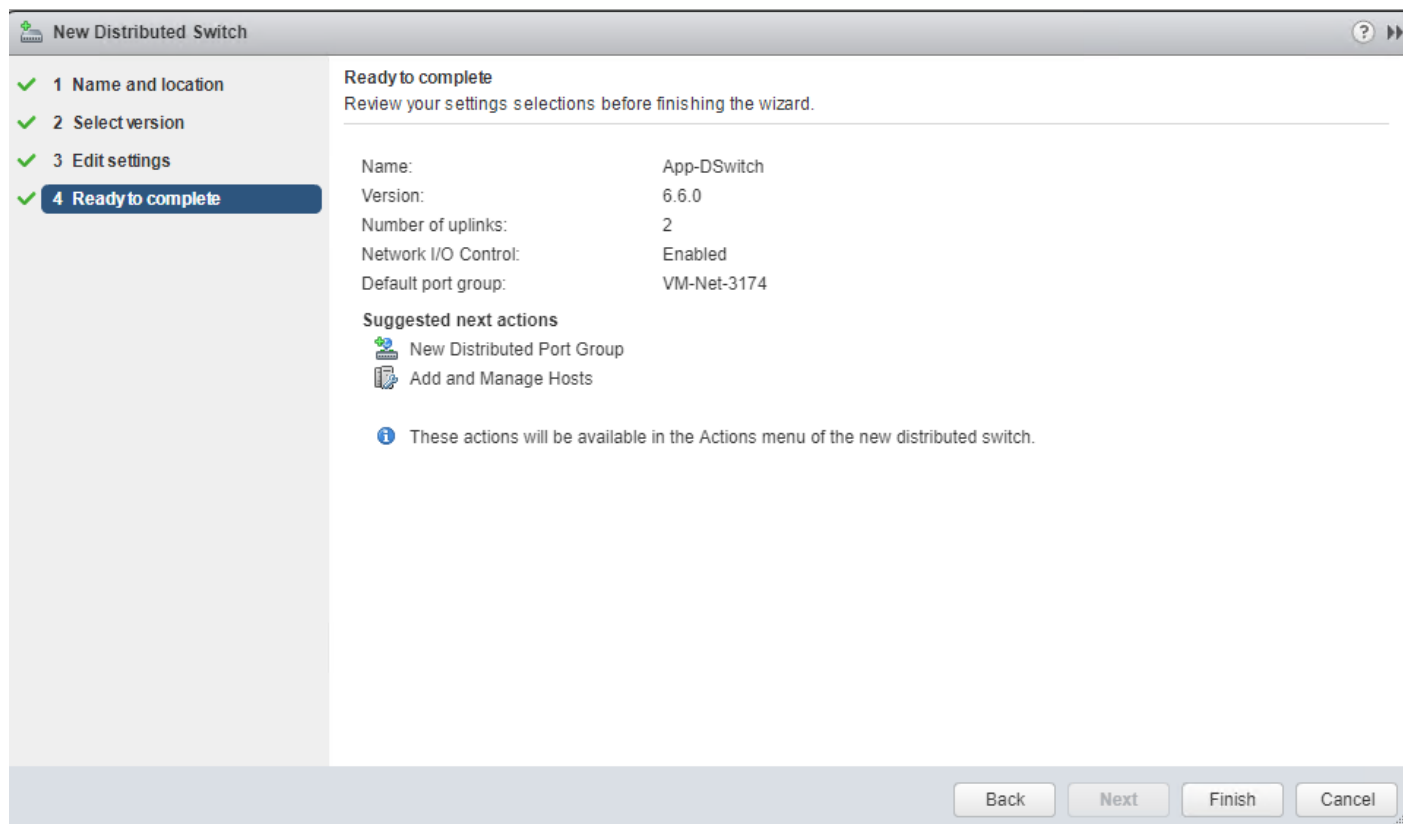 New Distributed Switch
1 Name and location
2 Select version
3 Edit settings
4 Ready to complete
Ready to complete
Review your settings selections before finishing the wizard.
Name: App-DSwitch
Version: 6.6.0
Number of uplinks: 2
Network I/O Control: Enabled
Default port group: VM-Net-3174
Suggested next actions
New Distributed Port Group
Add and Manage Hosts
These actions will be available in the Actions menu of the new distributed switch.
Back Next Finish Cancel